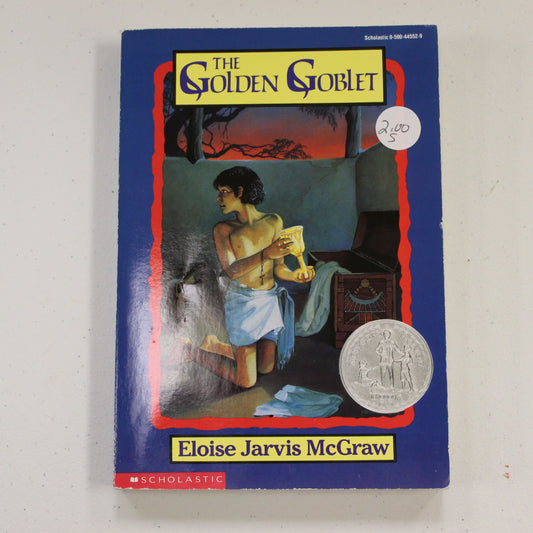 Scholastic 0-590-44552-9
THE
GOLDEN GOBLET
2.00
S
Eloise Jarvis McGraw
SCHOLASTIC